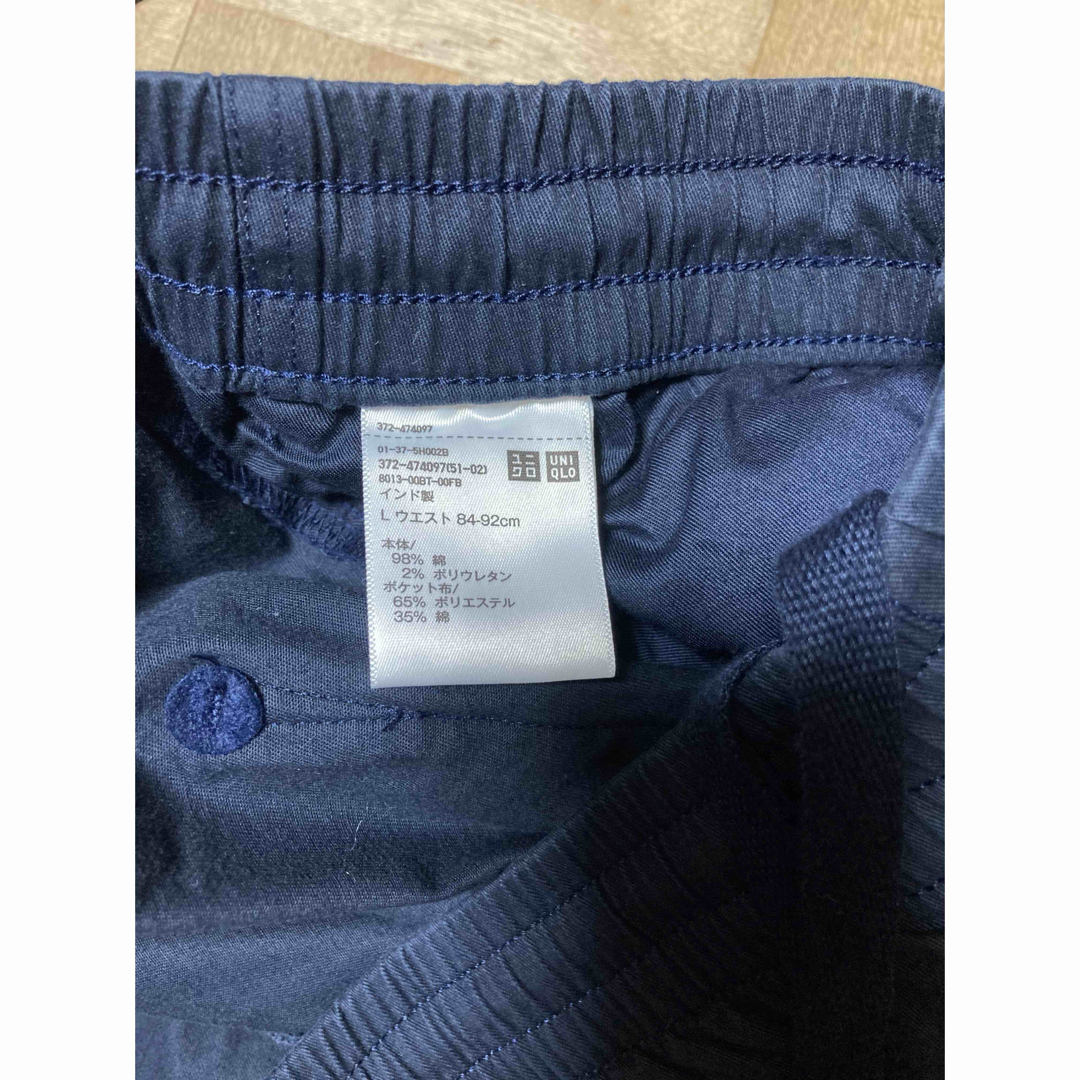 372-474097
01-37-5H002B
372-474097(51-02)
8013-00BT-00FB
ユニ
クロ
UNI
QLO
インド製
L ウエスト 84-92cm
本体/
98% 綿
2% ポリウレタン
ポケット布/
65% ポリエステル
35% 綿